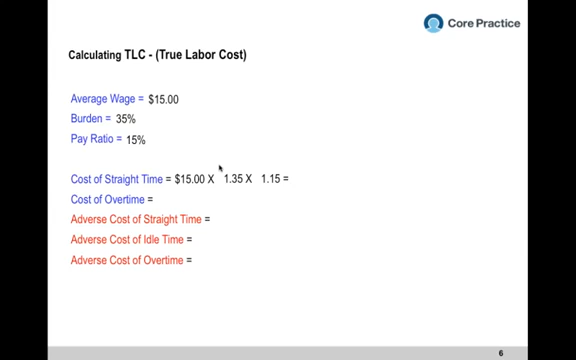 Core Practice
Calculating TLC - (True Labor Cost)
Average Wage = $15.00
Burden = 35%
Pay Ratio = 15%
Cost of Straight Time = $15.00 X 1.35 X 1.15 =
Cost of Overtime =
Adverse Cost of Straight Time =
Adverse Cost of Idle Time =
Adverse Cost of Overtime =
6